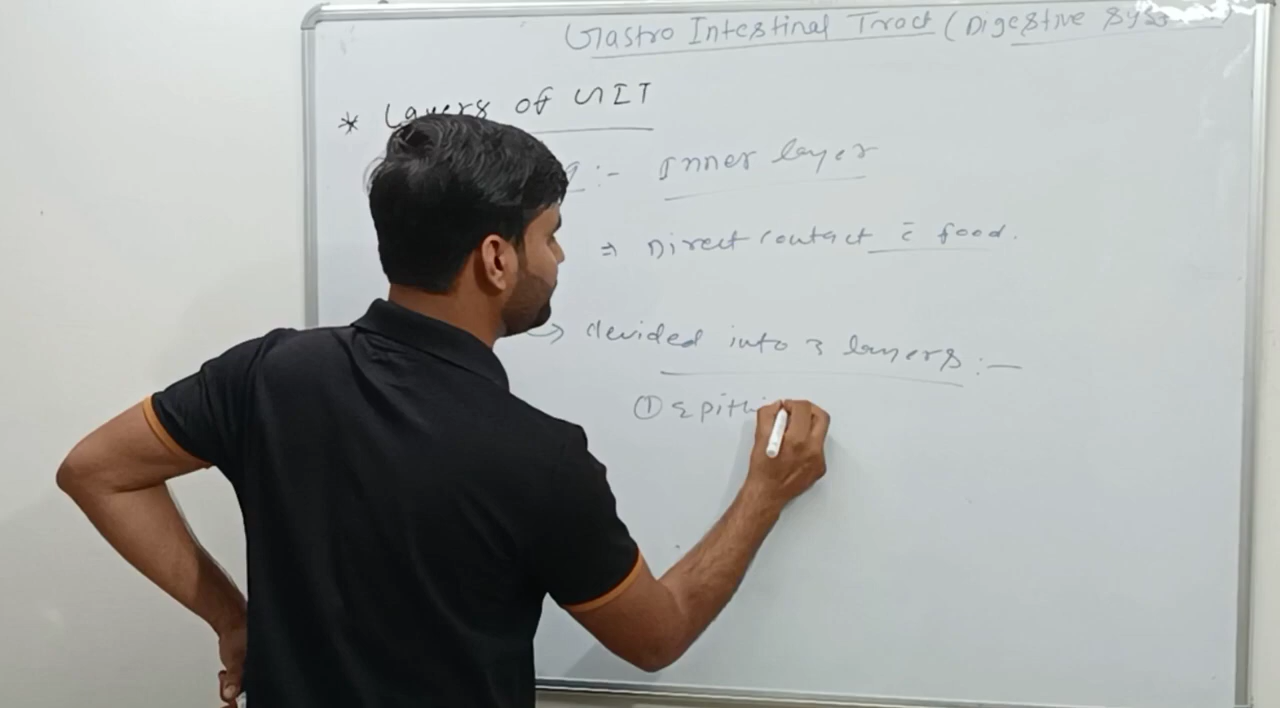 Gastro Intestinal Tract (Digestive Sys
* Layers of GIT
:- Inner layer
⇒ Direct contact c̄ food.
→ devided into 3 layers :-
① Epith